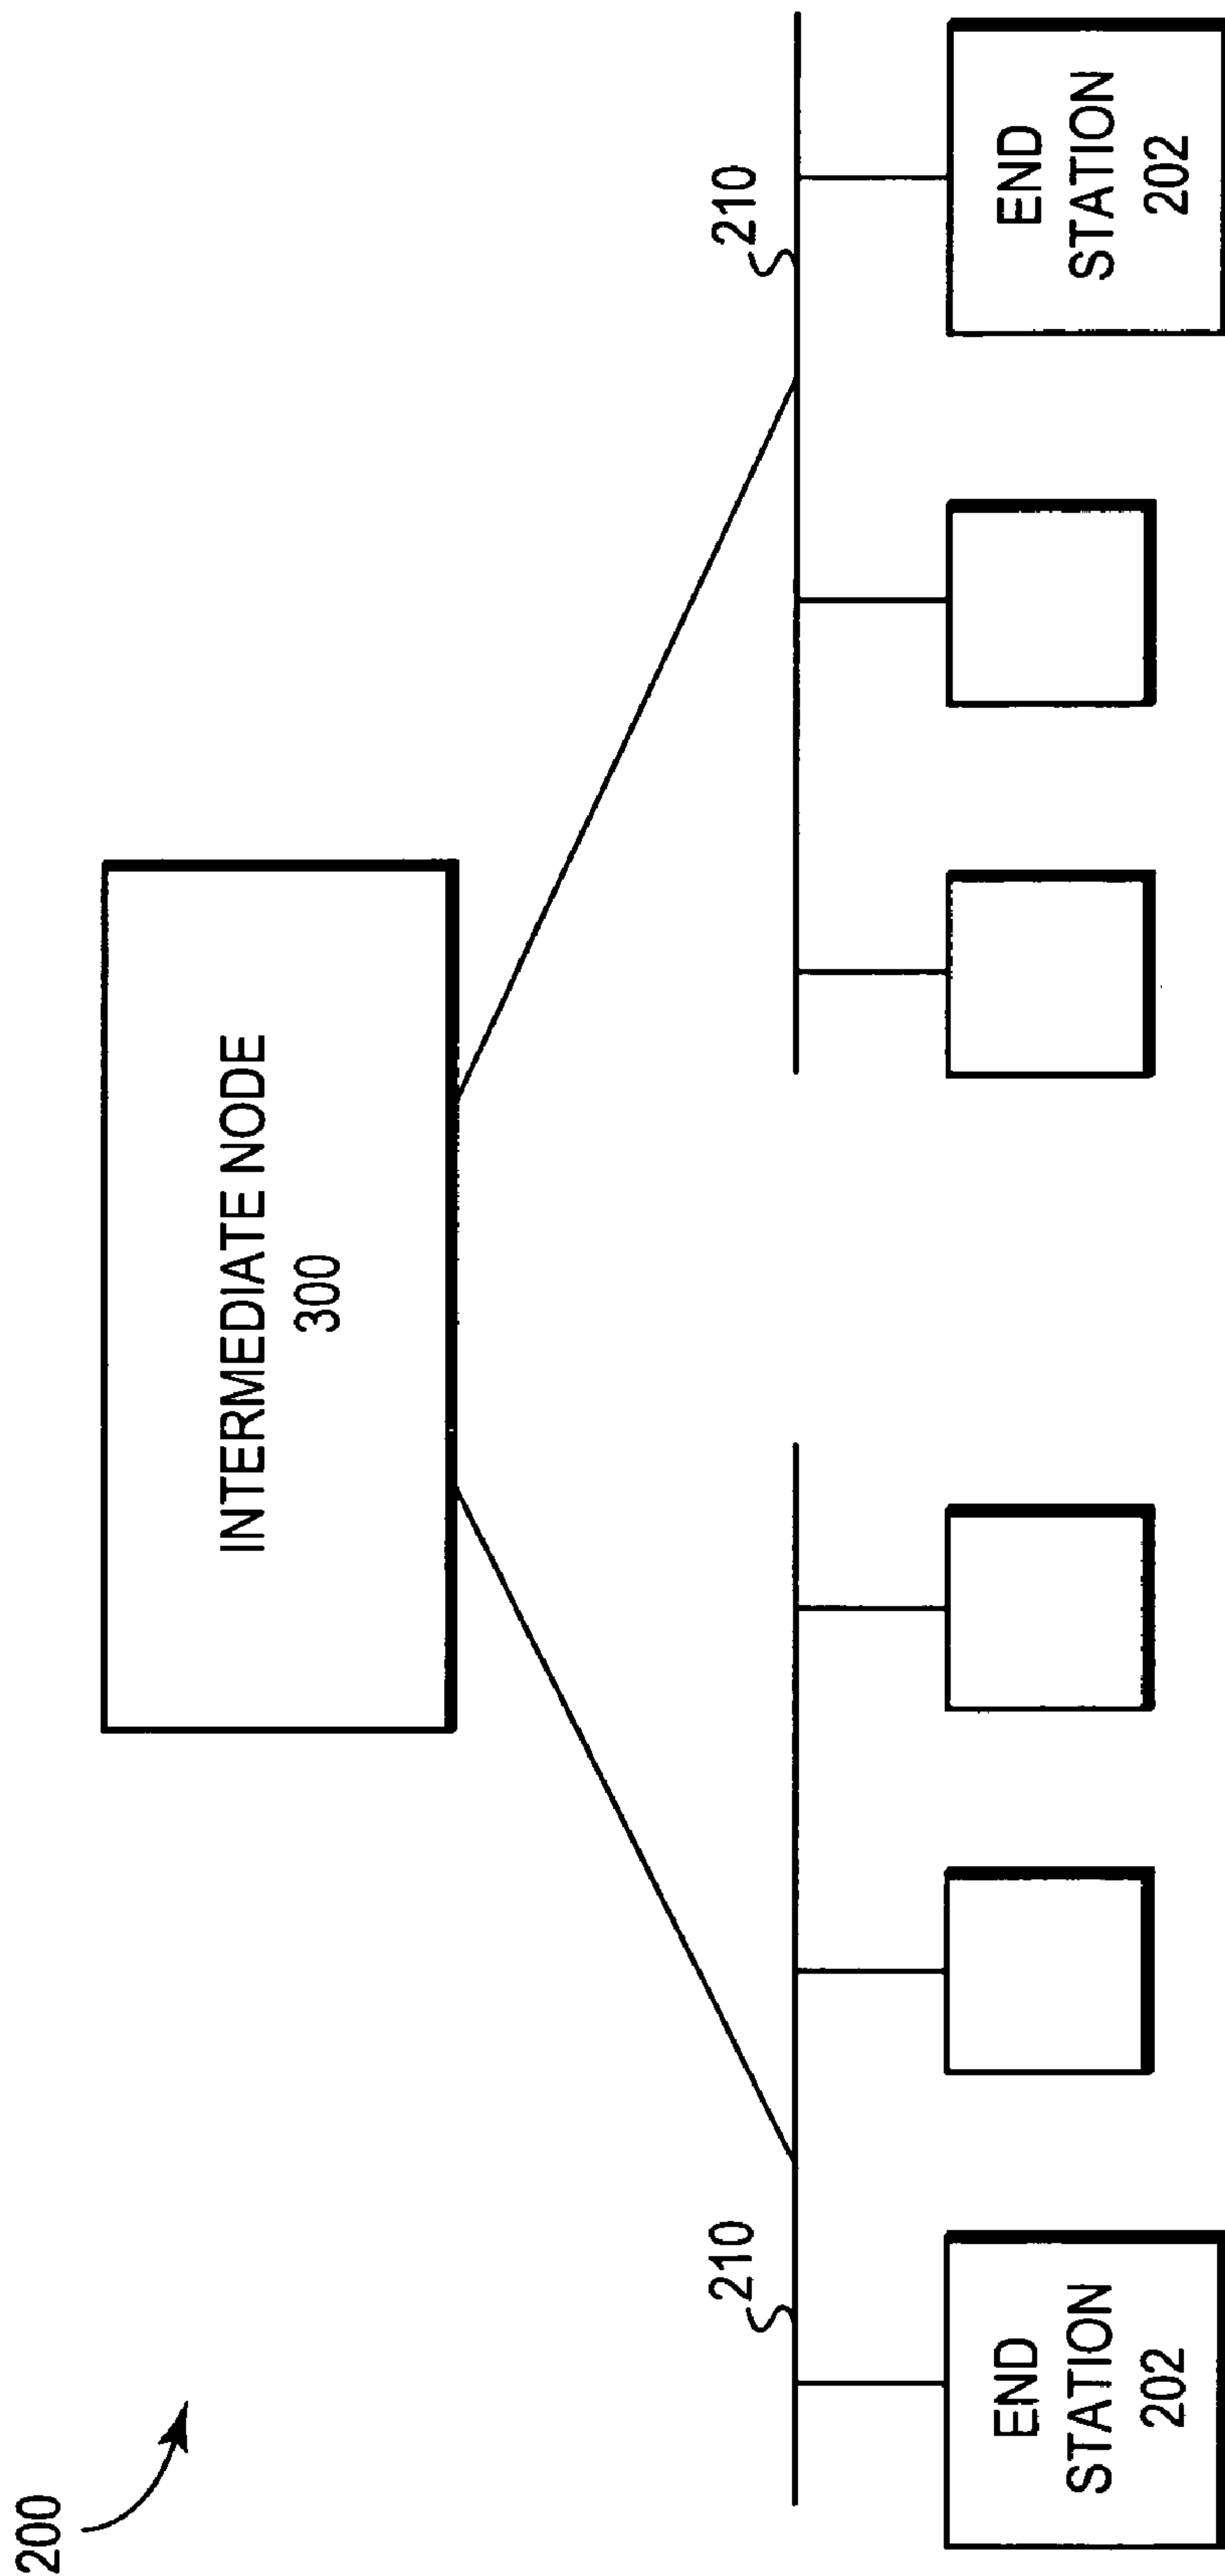 200
INTERMEDIATE NODE
300
210
210
END
STATION
202
END
STATION
202